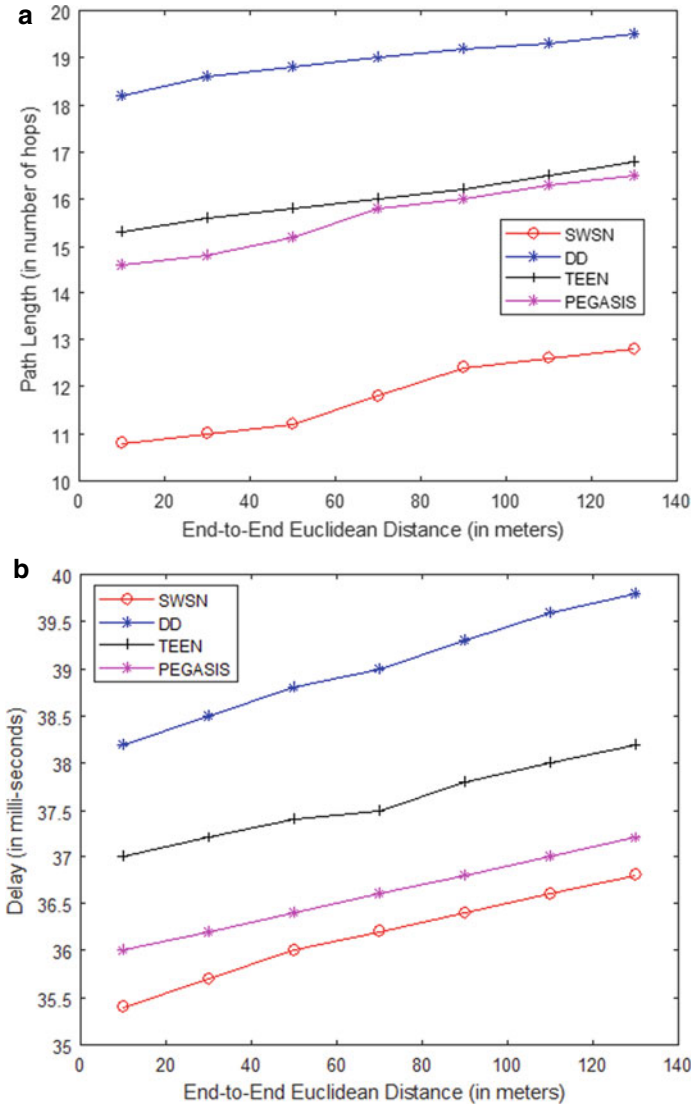 a
20
19
18
17
16
15
14
13
12
11
10
Path Length (in number of hops)
SWSN
DD
TEEN
PEGASIS
0 20 40 60 80 100 120 140
End-to-End Euclidean Distance (in meters)
b
40
39.5
39
38.5
38
37.5
37
36.5
36
35.5
35
Delay (in milli-seconds)
SWSN
DD
TEEN
PEGASIS
0 20 40 60 80 100 120 140
End-to-End Euclidean Distance (in meters)